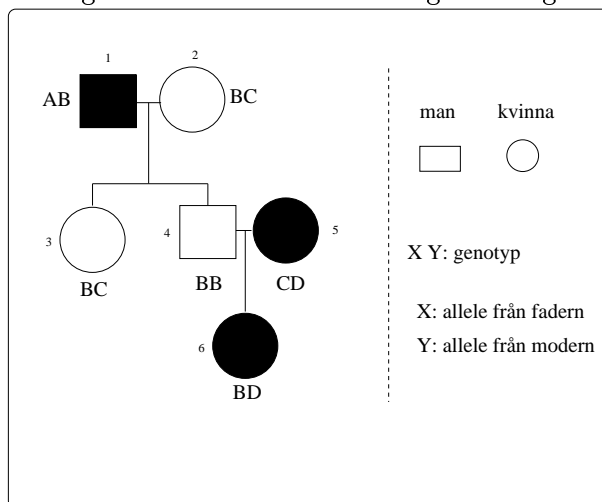 1
2
AB
BC
man
kvinna
3
4
5
BC
BB
CD
X Y: genotyp
X: allele från fadern
Y: allele från modern
6
BD